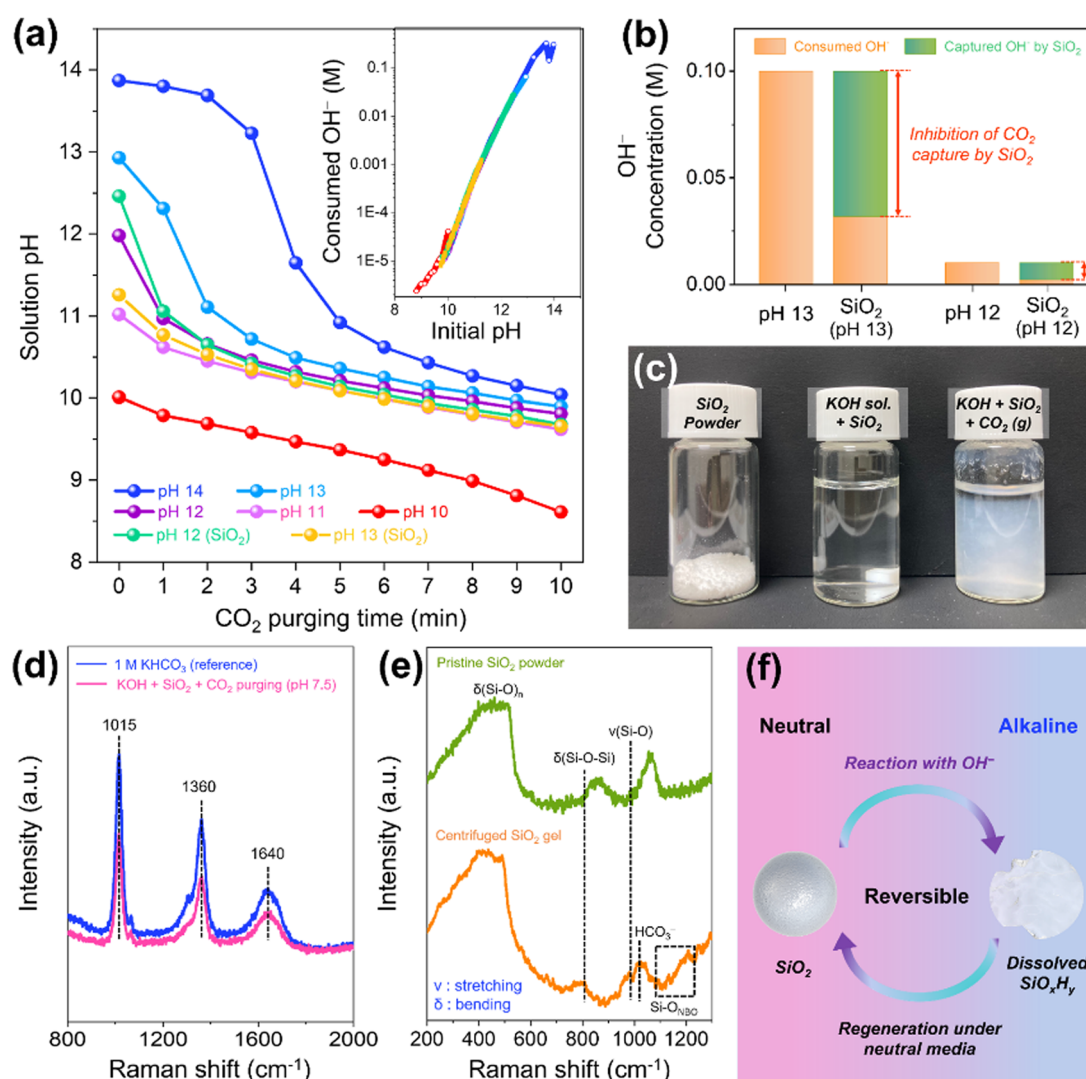 (a)
Solution pH
14
13
12
11
10
9
8
0 1 2 3 4 5 6 7 8 9 10
CO₂ purging time (min)
pH 14 pH 13
pH 12 pH 11 pH 10
pH 12 (SiO₂) pH 13 (SiO₂)
Consumed OH⁻ (M)
0.1
0.01
0.001
1E-4
1E-5
8 10 12 14
Initial pH
(b)
Consumed OH⁻ Captured OH⁻ by SiO₂
OH⁻
Concentration (M)
0.10
0.05
0.00
Inhibition of CO₂
capture by SiO₂
pH 13 SiO₂ pH 12 SiO₂
(pH 13) (pH 12)
(c)
SiO₂
Powder
KOH sol.
+ SiO₂
KOH + SiO₂
+ CO₂ (g)
(d)
1 M KHCO₃ (reference)
KOH + SiO₂ + CO₂ purging (pH 7.5)
1015
1360
1640
Intensity (a.u.)
800 1200 1600 2000
Raman shift (cm⁻¹)
(e)
Pristine SiO₂ powder
δ(Si-O)ₙ
ν(Si-O)
δ(Si-O-Si)
Centrifuged SiO₂ gel
HCO₃⁻
Si-O_NBO
ν : stretching
δ : bending
Intensity (a.u.)
200 400 600 800 1000 1200
Raman shift (cm⁻¹)
(f)
Neutral Alkaline
Reaction with OH⁻
Reversible
SiO₂
Dissolved
SiOₓHᵧ
Regeneration under
neutral media